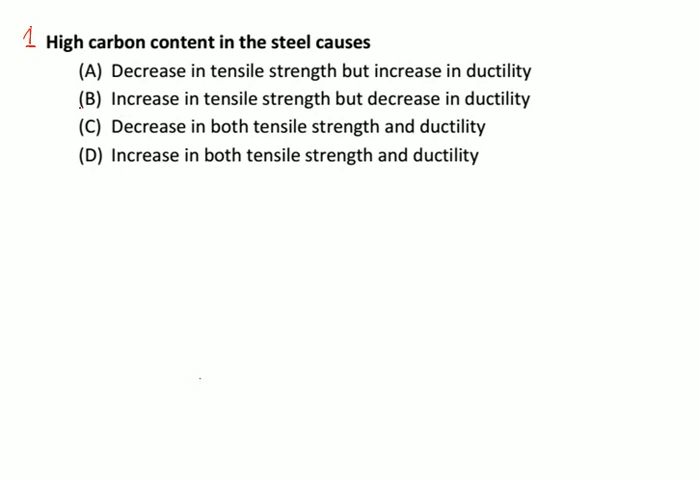 1 High carbon content in the steel causes
(A) Decrease in tensile strength but increase in ductility
(B) Increase in tensile strength but decrease in ductility
(C) Decrease in both tensile strength and ductility
(D) Increase in both tensile strength and ductility